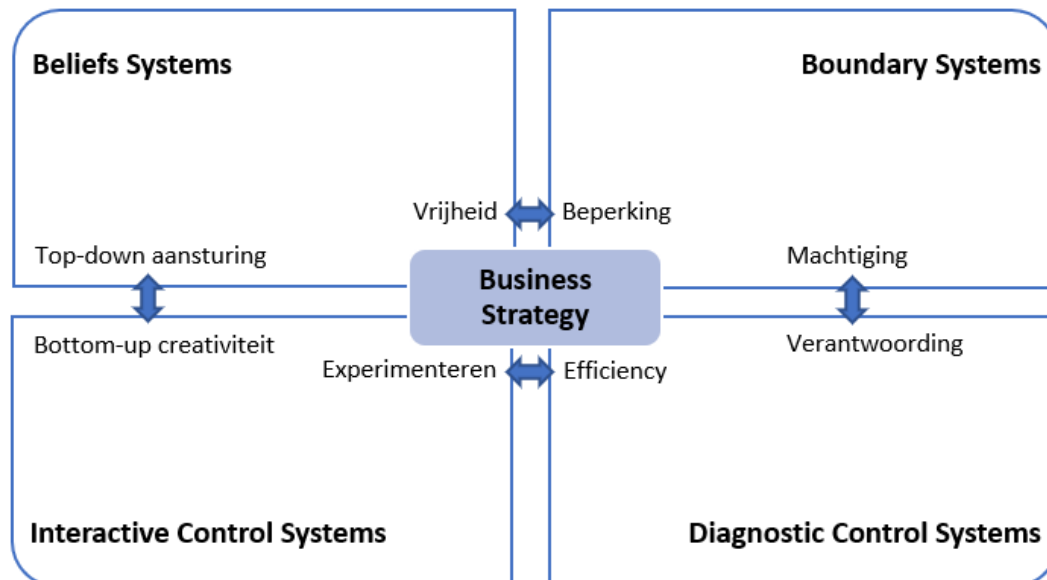 Beliefs Systems
Boundary Systems
Vrijheid
Beperking
Top-down aansturing
Machtiging
Business
Strategy
Bottom-up creativiteit
Verantwoording
Experimenteren
Efficiency
Interactive Control Systems
Diagnostic Control Systems